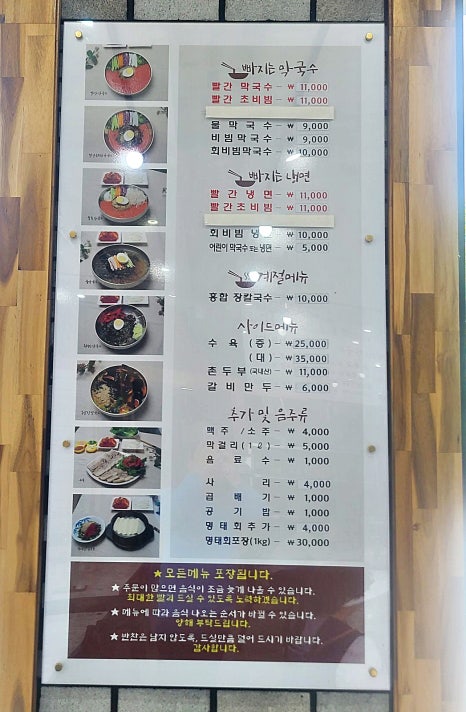 빠지는 막국수
빨간 막국수 - ₩ 11,000
빨간 초비빔 - ₩ 11,000
물 막국수 - ₩ 9,000
비빔막국수 - ₩ 9,000
회비빔막국수 - ₩ 10,000
빠지는 냉면
빨간냉면 - ₩ 11,000
빨간초비빔 - ₩ 11,000
회비빔 냉면 - ₩ 10,000
어린이 막국수 또는 냉면 - ₩ 5,000
계절메뉴
홍합 장칼국수 - ₩ 10,000
사이드메뉴
수육 (중) - ₩ 25,000
(대) - ₩ 35,000
촌두부(국내산) - ₩ 11,000
갈비만두 - ₩ 6,000
추가 및 음주류
맥주 / 소주 - ₩ 4,000
막걸리(1ℓ) - ₩ 5,000
음료수 - ₩ 1,000
사리 - ₩ 4,000
곱배기 - ₩ 1,000
공기밥 - ₩ 1,000
명태회추가 - ₩ 4,000
명태회포장(1kg) - ₩ 30,000
★ 모든메뉴 포장됩니다.
★ 주문이 많으면 음식이 조금 늦게 나올 수 있습니다.
최대한 빨리 드실 수 있도록 노력하겠습니다.
★ 메뉴에 따라 음식 나오는 순서가 바뀔 수 있습니다.
양해 부탁드립니다.
★ 반찬은 남지 않도록, 드실만큼 덜어 드시기 바랍니다.
감사합니다.